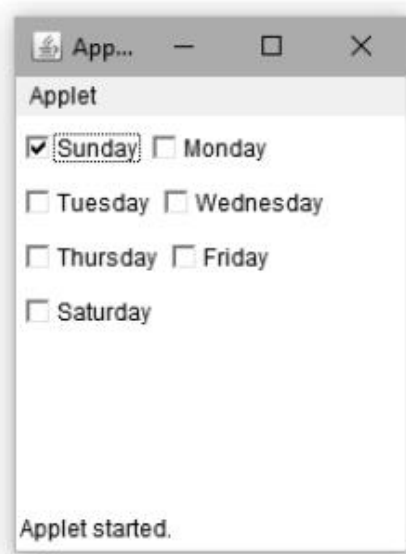 App...
Applet
Sunday Monday
Tuesday Wednesday
Thursday Friday
Saturday
Applet started.